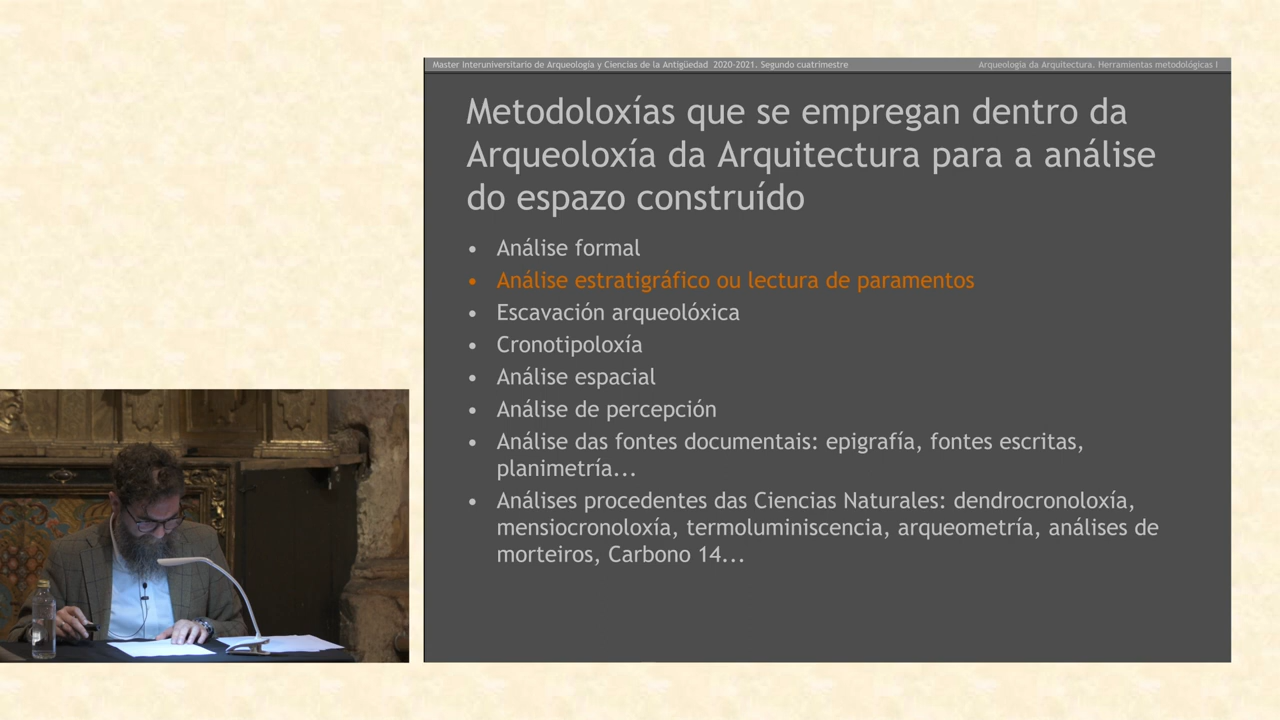 Master Interuniversitario de Arqueología y Ciencias de la Antigüedad 2020-2021. Segundo cuatrimestre
Arqueología da Arquitectura. Herramientas metodológicas I
Metodoloxías que se empregan dentro da
Arqueoloxía da Arquitectura para a análise
do espazo construído
• Análise formal
• Análise estratigráfico ou lectura de paramentos
• Escavación arqueolóxica
• Cronotipoloxía
• Análise espacial
• Análise de percepción
• Análise das fontes documentais: epigrafía, fontes escritas,
planimetría...
• Análises procedentes das Ciencias Naturales: dendrocronoloxía,
mensiocronoloxía, termoluminiscencia, arqueometría, análises de
morteiros, Carbono 14...